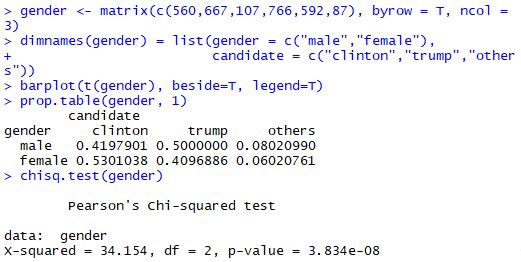 > gender <- matrix(c(560,667,107,766,592,87), byrow = T, ncol =
3)
> dimnames(gender) = list(gender = c("male","female"),
+                         candidate = c("clinton","trump","other
s"))
> barplot(t(gender), beside=T, legend=T)
> prop.table(gender, 1)
        candidate
gender     clinton     trump     others
  male   0.4197901 0.5000000 0.08020990
  female 0.5301038 0.4096886 0.06020761
> chisq.test(gender)
        Pearson's Chi-squared test
data:  gender
X-squared = 34.154, df = 2, p-value = 3.834e-08